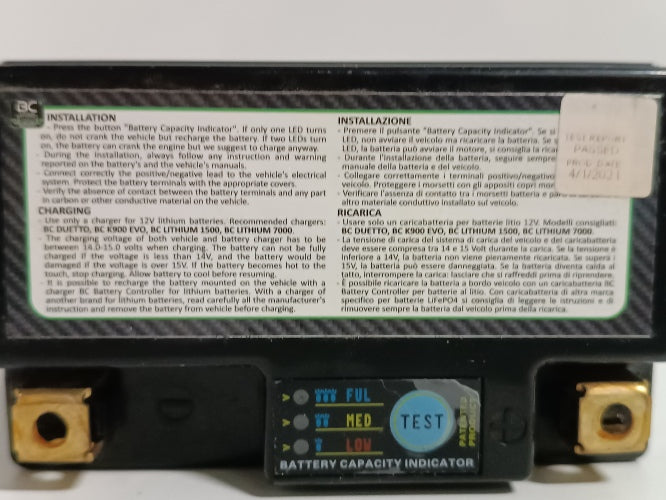 BC
INSTALLATION
- Press the button "Battery Capacity Indicator". If only one LED turns
on, do not crank the vehicle but recharge the battery. If two LEDs turn
on, the battery can crank the engine but we suggest to charge anyway.
- During the installation, always follow any instruction and warning
reported on the battery's and the vehicle's manuals.
- Connect correctly the positive/negative lead to the vehicle's electrical
system. Protect the battery terminals with the appropriate covers.
- Verify the absence of contact between the battery terminals and any part
in carbon or other conductive material on the vehicle.
CHARGING
- Use only a charger for 12V lithium batteries. Recommended chargers:
BC DUETTO, BC K900 EVO, BC LITHIUM 1500, BC LITHIUM 7000.
- The charging voltage of both vehicle and battery charger has to be
between 14.0-15.0 volts when charging. The battery can not be fully
charged if the voltage is less than 14V, and the battery would be
damaged if the voltage is over 15V. If the battery becomes hot to the
touch, stop charging. Allow battery to cool before resuming.
- It is possible to recharge the battery mounted on the vehicle with a
charger BC Battery Controller for lithium batteries. With a charger of
another brand for lithium batteries, read carefully all the manufacturer's
instruction and remove the battery from vehicle before charging.
INSTALLAZIONE
- Premere il pulsante "Battery Capacity Indicator". Se si
LED, non avviare il veicolo ma ricaricare la batteria. Se
LED, la batteria può avviare il motore, si consiglia la
- Durante l'installazione della batteria, seguire sempre
manuale della batteria e del veicolo.
- Collegare correttamente i terminali positivo/negativo
veicolo. Proteggere i morsetti con gli appositi copri
- Verificare l'assenza di contatto tra i morsetti batteria e
altro materiale conduttivo installato sul veicolo.
RICARICA
- Usare solo un caricabatteria per batterie litio 12V. Modelli consigliati:
BC DUETTO, BC K900 EVO, BC LITHIUM 1500, BC LITHIUM 7000.
- La tensione di carica del sistema di carica del veicolo e del caricabatteria
deve essere compresa tra 14 e 15 Volt durante la carica. Se la tensione è
inferiore a 14V, la batteria non viene pienamente ricaricata. Se supera i
15V, la batteria può essere danneggiata. Se la batteria diventa calda al
tatto, interrompere la carica: lasciare che si raffreddi prima di riprendere.
- È possibile ricaricare la batteria a bordo veicolo con un caricabatteria BC
Battery Controller per batterie al litio. Con caricabatteria di altra marca
specifico per batterie LiFePO4 si consiglia di leggere le istruzioni e di
rimuovere sempre la batteria dal veicolo prima della ricarica.
TEST REPORT
PASSED
PROD DATE
4/1/2021
FUL
MED
LOW
TEST
PATENTED
PRODUCT
BATTERY CAPACITY INDICATOR